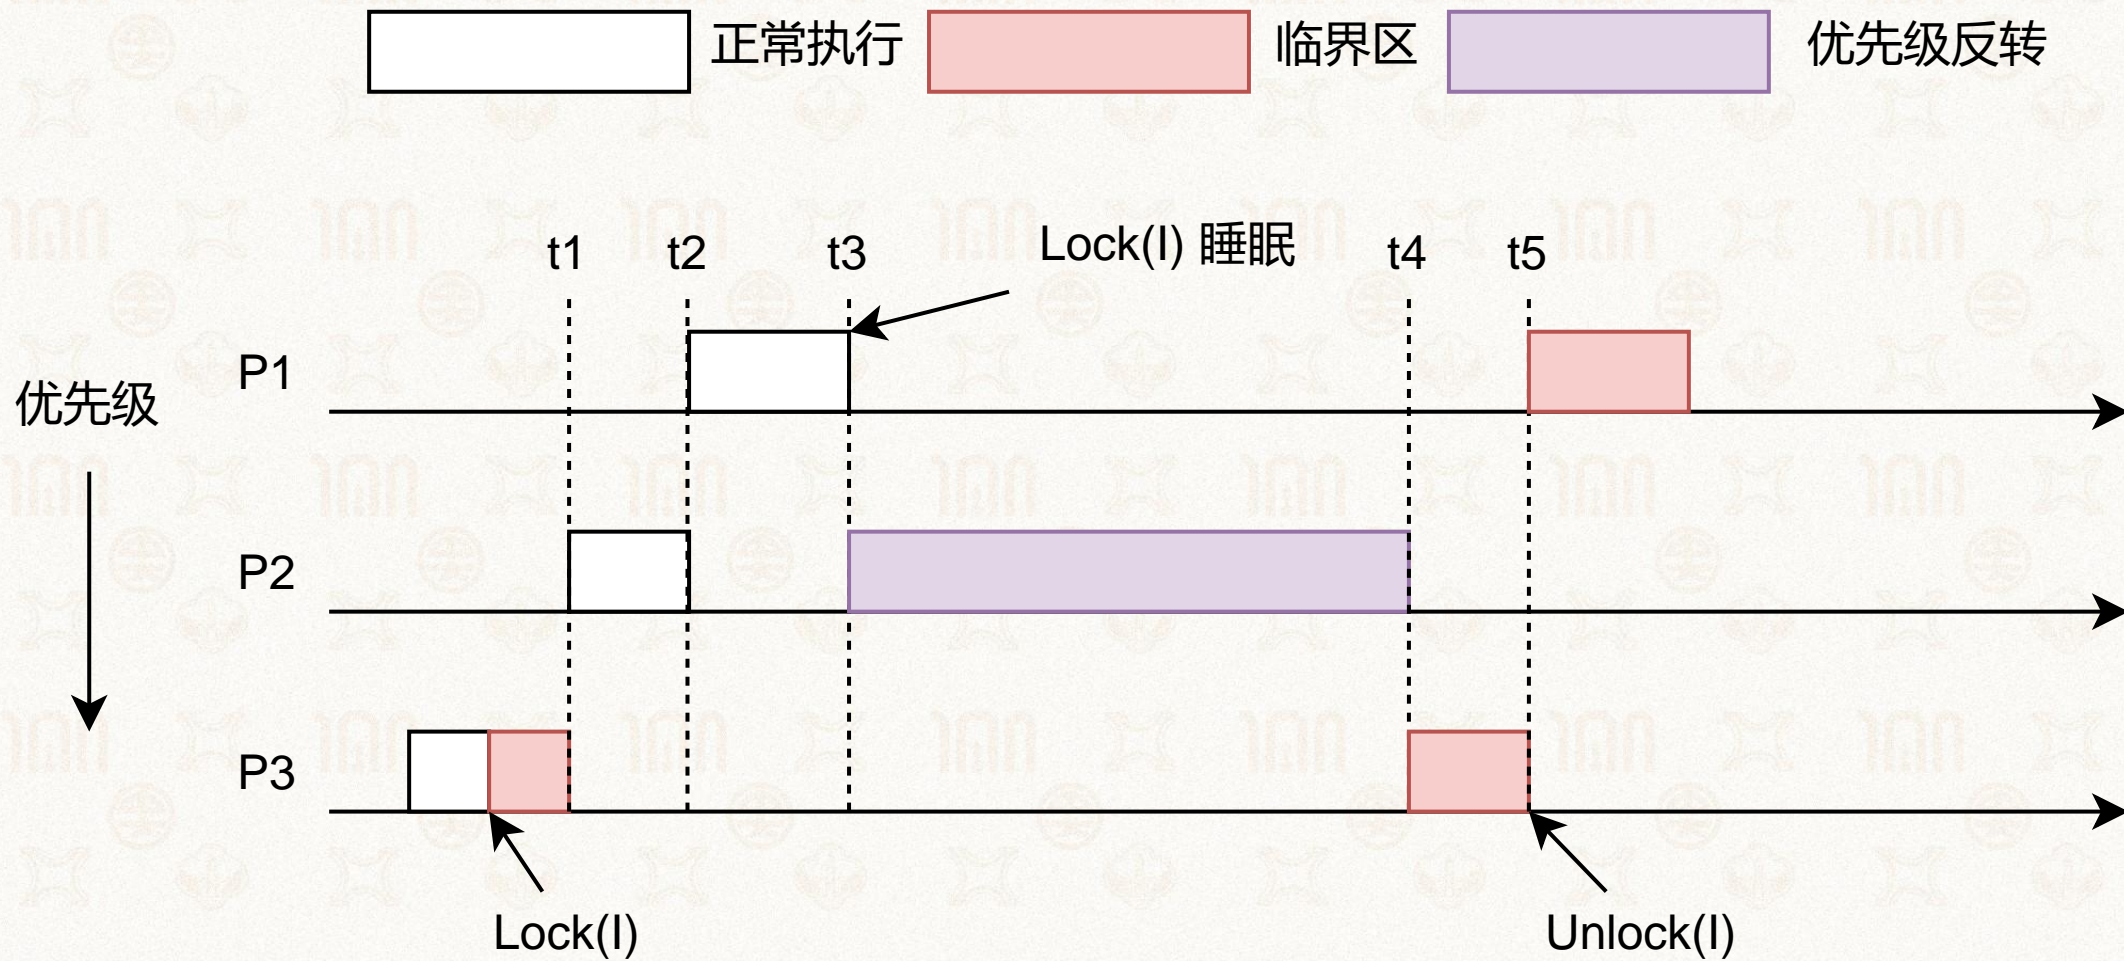 正常执行
临界区
优先级反转
t1
t2
t3
Lock(l) 睡眠
t4
t5
优先级
P1
P2
P3
Lock(l)
Unlock(l)